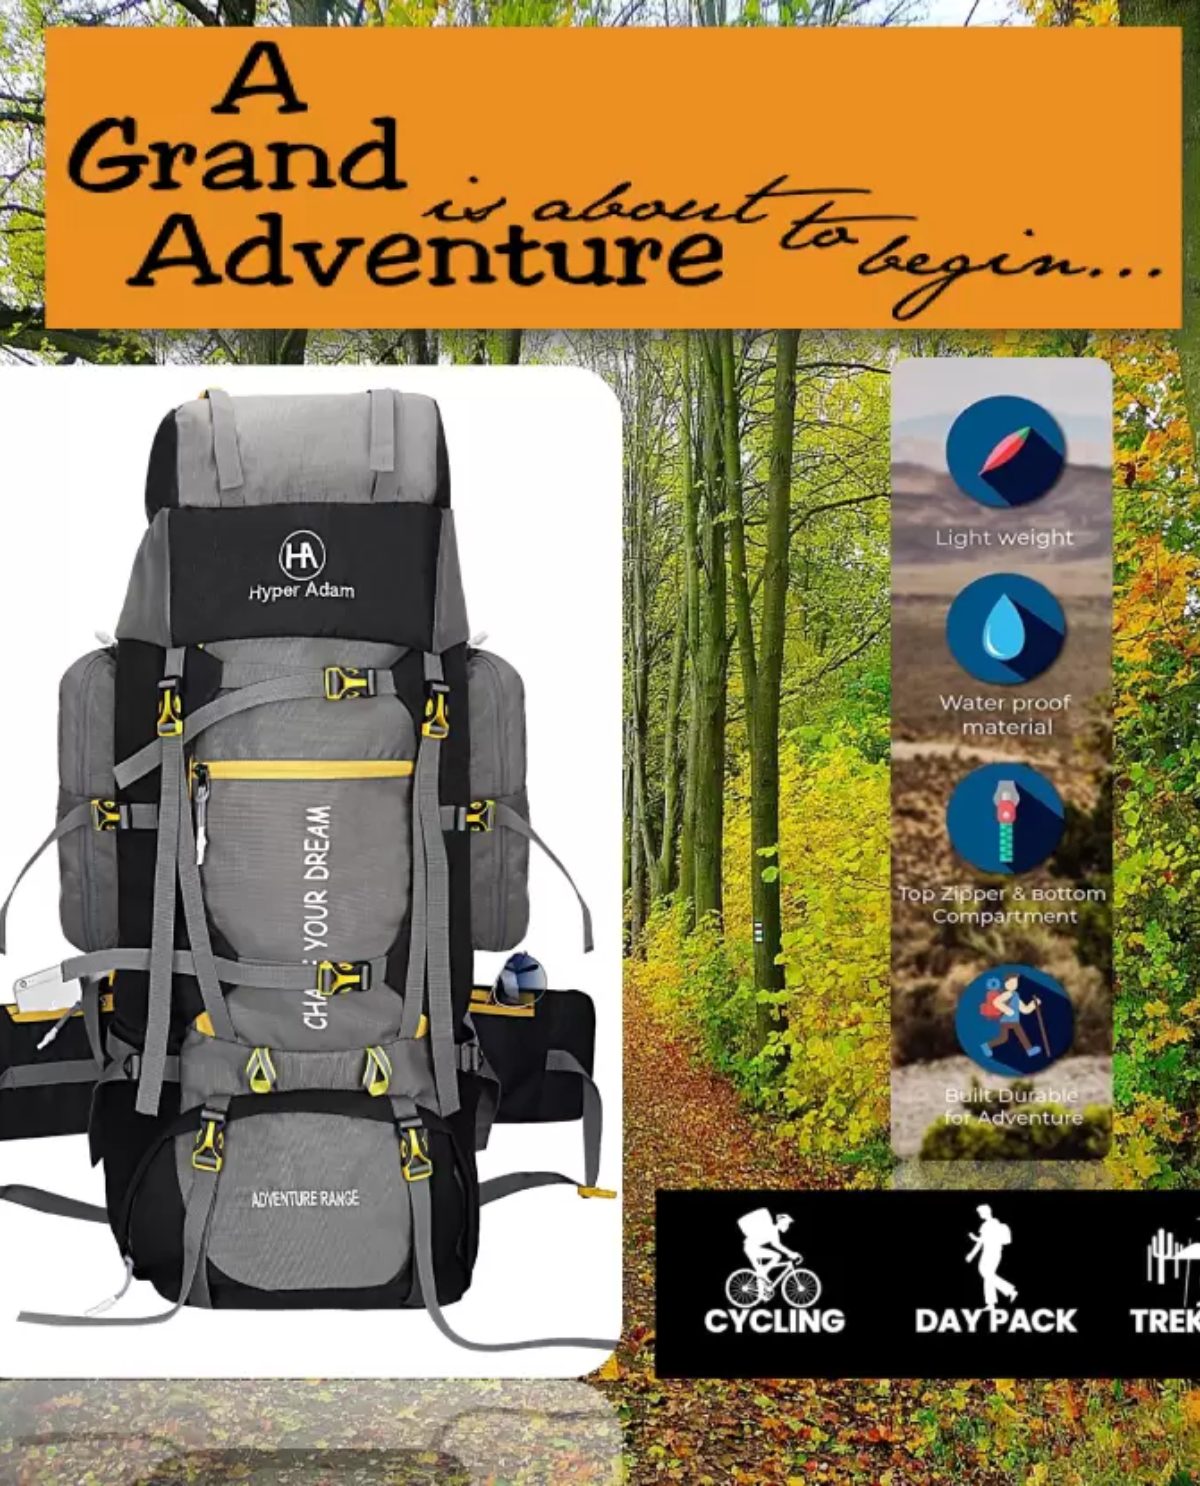 A
Grand
Adventure is about to begin...
HA
Hyper Adam
YOUR DREAM
ADVENTURE RANGE
Light weight
Water proof
material
Top Zipper & Bottom
Compartment
Built Durable
for Adventure
CYCLING
DAY PACK
TREK